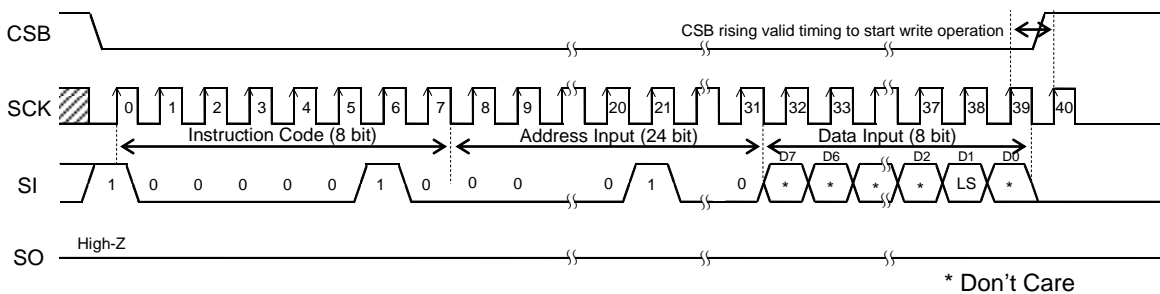 CSB
CSB rising valid timing to start write operation
SCK
0 1 2 3 4 5 6 7 8 9 20 21 31 32 33 37 38 39 40
Instruction Code (8 bit) Address Input (24 bit) Data Input (8 bit)
D7 D6 D2 D1 D0
SI 1 0 0 0 0 0 1 0 0 0 0 1 0 * * * * LS *
High-Z
SO
* Don't Care